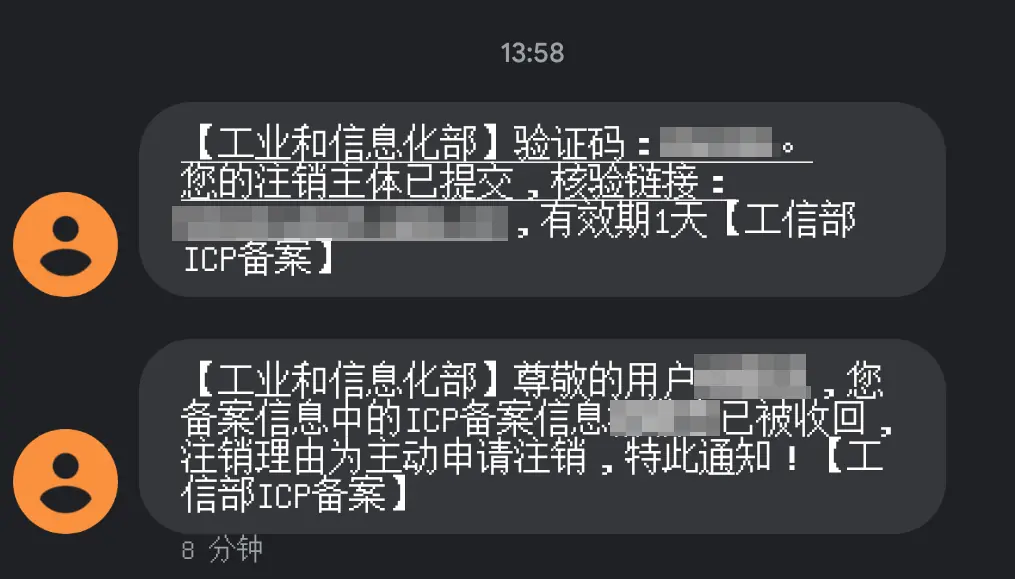 13:58
【工业和信息化部】验证码：。
您的注销主体已提交，核验链接：
，有效期1天【工信部
ICP备案】
【工业和信息化部】尊敬的用户，您
备案信息中的ICP备案信息已被收回，
注销理由为主动申请注销，特此通知！【工
信部ICP备案】
8 分钟